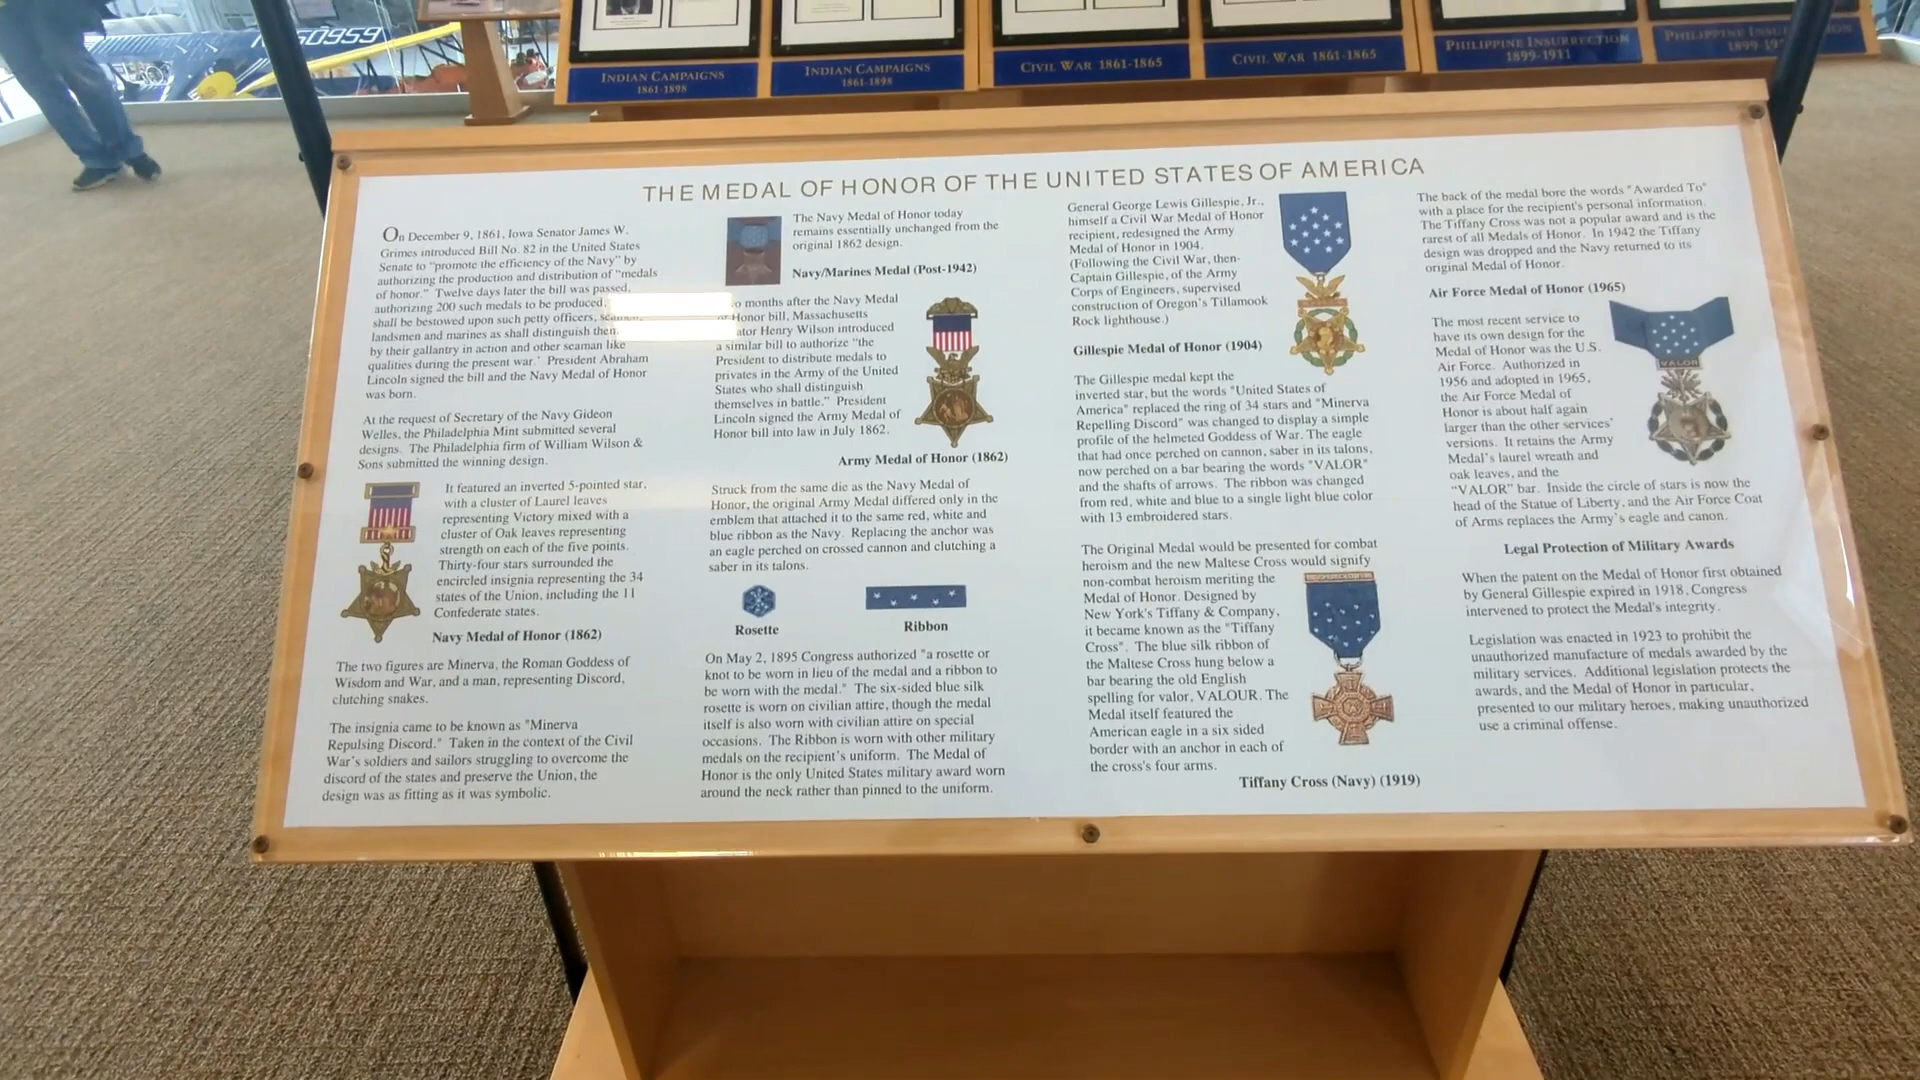 N560959
INDIAN CAMPAIGNS
1861-1898
INDIAN CAMPAIGNS
1861-1898
CIVIL WAR 1861-1865
CIVIL WAR 1861-1865
PHILIPPINE INSURRECTION
1899-1911
PHILIPPINE
THE MEDAL OF HONOR OF THE UNITED STATES OF AMERICA
On December 9, 1861, Iowa Senator James W.
Grimes introduced Bill No. 82 in the United States
Senate to "promote the efficiency of the Navy" by
authorizing the production and distribution of "medals
of honor." Twelve days later the bill was passed,
authorizing 200 such medals to be produced,
shall be bestowed upon such petty officers,
landsmen and marines as shall distinguish
by their gallantry in action and other seaman like
qualities during the present war.' President Abraham
Lincoln signed the bill and the Navy Medal of Honor
was born.
At the request of Secretary of the Navy Gideon
Welles, the Philadelphia Mint submitted several
designs. The Philadelphia firm of William Wilson &
Sons submitted the winning design.
It featured an inverted 5-pointed star,
with a cluster of Laurel leaves
representing Victory mixed with a
cluster of Oak leaves representing
strength on each of the five points.
Thirty-four stars surrounded the
encircled insignia representing the 34
states of the Union, including the 11
Confederate states.
Navy Medal of Honor (1862)
The two figures are Minerva, the Roman Goddess of
Wisdom and War, and a man, representing Discord,
clutching snakes.
The insignia came to be known as "Minerva
Repulsing Discord." Taken in the context of the Civil
War's soldiers and sailors struggling to overcome the
discord of the states and preserve the Union, the
design was as fitting as it was symbolic.
The Navy Medal of Honor today
remains essentially unchanged from the
original 1862 design.
Navy/Marines Medal (Post-1942)
months after the Navy Medal
of Honor bill, Massachusetts
Henry Wilson introduced
a similar bill to authorize "the
President to distribute medals to
privates in the Army of the United
States who shall distinguish
themselves in battle." President
Lincoln signed the Army Medal of
Honor bill into law in July 1862.
Army Medal of Honor (1862)
Struck from the same die as the Navy Medal of
Honor, the original Army Medal differed only in the
emblem that attached it to the same red, white and
blue ribbon as the Navy. Replacing the anchor was
an eagle perched on crossed cannon and clutching a
saber in its talons.
Rosette
Ribbon
On May 2, 1895 Congress authorized "a rosette or
knot to be worn in lieu of the medal and a ribbon to
be worn with the medal." The six-sided blue silk
rosette is worn on civilian attire, though the medal
itself is also worn with civilian attire on special
occasions. The Ribbon is worn with other military
medals on the recipient's uniform. The Medal of
Honor is the only United States military award worn
around the neck rather than pinned to the uniform.
General George Lewis Gillespie, Jr.,
himself a Civil War Medal of Honor
recipient, redesigned the Army
Medal of Honor in 1904.
(Following the Civil War, then-
Captain Gillespie, of the Army
Corps of Engineers, supervised
construction of Oregon's Tillamook
Rock lighthouse.)
Gillespie Medal of Honor (1904)
The Gillespie medal kept the
inverted star, but the words "United States of
America" replaced the ring of 34 stars and "Minerva
Repelling Discord" was changed to display a simple
profile of the helmeted Goddess of War. The eagle
that had once perched on cannon, saber in its talons,
now perched on a bar bearing the words "VALOR"
and the shafts of arrows. The ribbon was changed
from red, white and blue to a single light blue color
with 13 embroidered stars.
The Original Medal would be presented for combat
heroism and the new Maltese Cross would signify
non-combat heroism meriting the
Medal of Honor. Designed by
New York's Tiffany & Company,
it became known as the "Tiffany
Cross". The blue silk ribbon of
the Maltese Cross hung below a
bar bearing the old English
spelling for valor, VALOUR. The
Medal itself featured the
American eagle in a six sided
border with an anchor in each of
the cross's four arms.
Tiffany Cross (Navy) (1919)
The back of the medal bore the words "Awarded To"
with a place for the recipient's personal information.
The Tiffany Cross was not a popular award and is the
rarest of all Medals of Honor. In 1942 the Tiffany
design was dropped and the Navy returned to its
original Medal of Honor.
Air Force Medal of Honor (1965)
The most recent service to
have its own design for the
Medal of Honor was the U.S.
Air Force. Authorized in
1956 and adopted in 1965,
the Air Force Medal of
Honor is about half again
larger than the other services'
versions. It retains the Army
Medal's laurel wreath and
oak leaves, and the
"VALOR" bar. Inside the circle of stars is now the
head of the Statue of Liberty, and the Air Force Coat
of Arms replaces the Army's eagle and canon.
VALOR
Legal Protection of Military Awards
When the patent on the Medal of Honor first obtained
by General Gillespie expired in 1918, Congress
intervened to protect the Medal's integrity.
Legislation was enacted in 1923 to prohibit the
unauthorized manufacture of medals awarded by the
military services. Additional legislation protects the
awards, and the Medal of Honor in particular,
presented to our military heroes, making unauthorized
use a criminal offense.